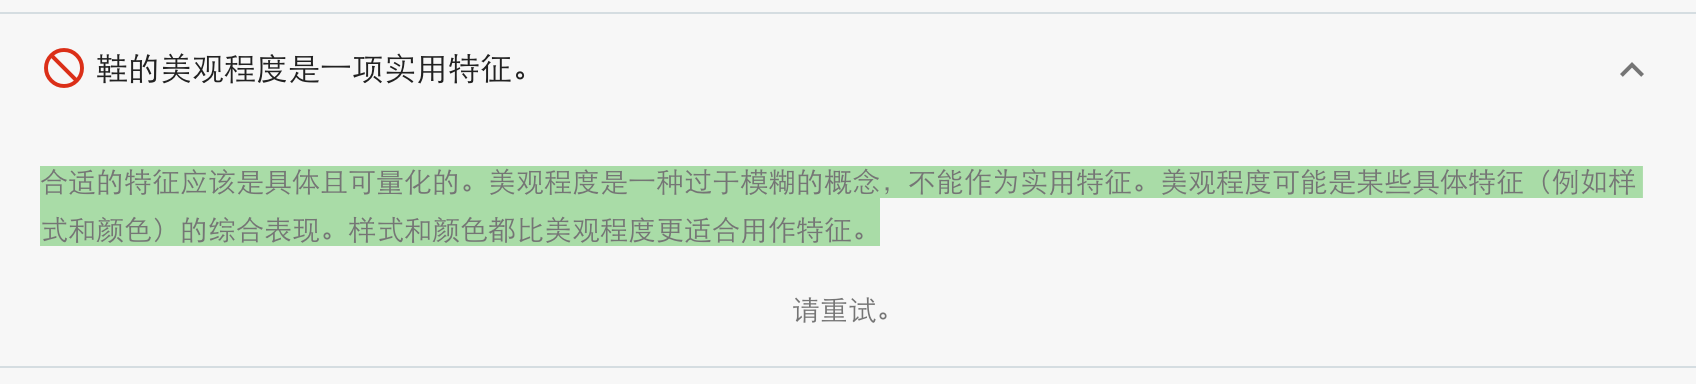 鞋的美观程度是一项实用特征。
合适的特征应该是具体且可量化的。美观程度是一种过于模糊的概念，不能作为实用特征。美观程度可能是某些具体特征（例如样
式和颜色）的综合表现。样式和颜色都比美观程度更适合用作特征。
请重试。